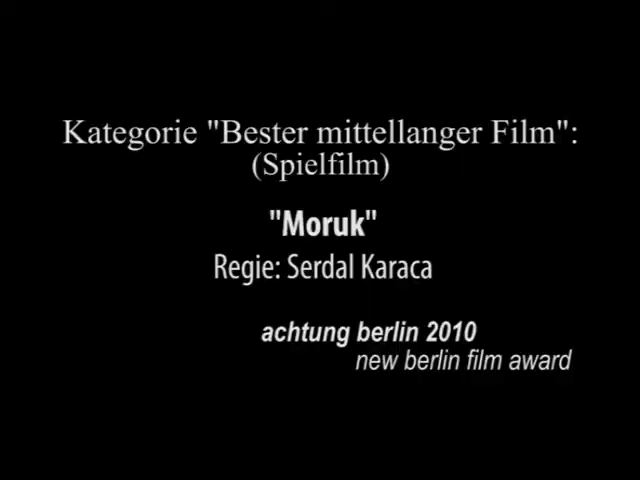 Kategorie "Bester mittellanger Film":
(Spielfilm)
"Moruk"
Regie: Serdal Karaca
achtung berlin 2010
new berlin film award